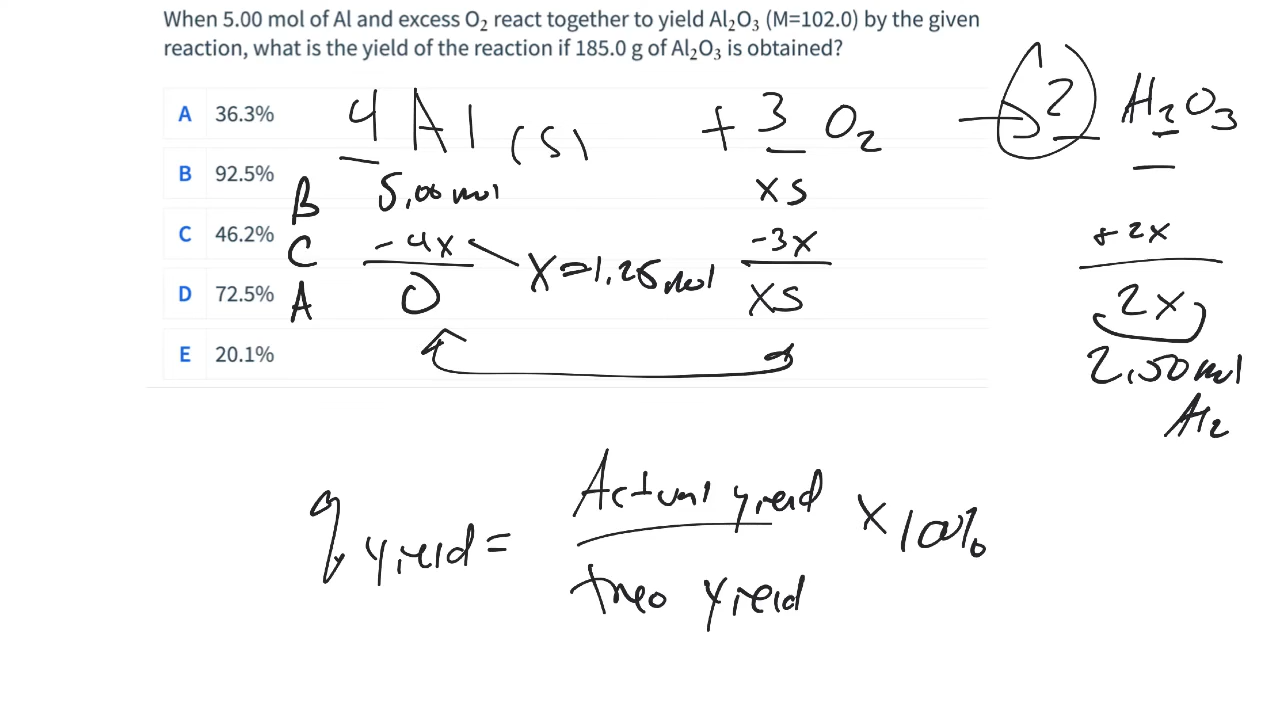 When 5.00 mol of Al and excess O₂ react together to yield Al₂O₃ (M=102.0) by the given
reaction, what is the yield of the reaction if 185.0 g of Al₂O₃ is obtained?
A 36.3%
4 Al (s) + 3 O₂ → 2 Al₂O₃
B 92.5%
B 5.00 mol xs
C 46.2%
C - 4x -3x + 2x
x = 1.25 mol
D 72.5%
A 0 xs 2x
E 20.1%
2.50 mol
Al₂
% yield = Actual yield / theo yield x 100%